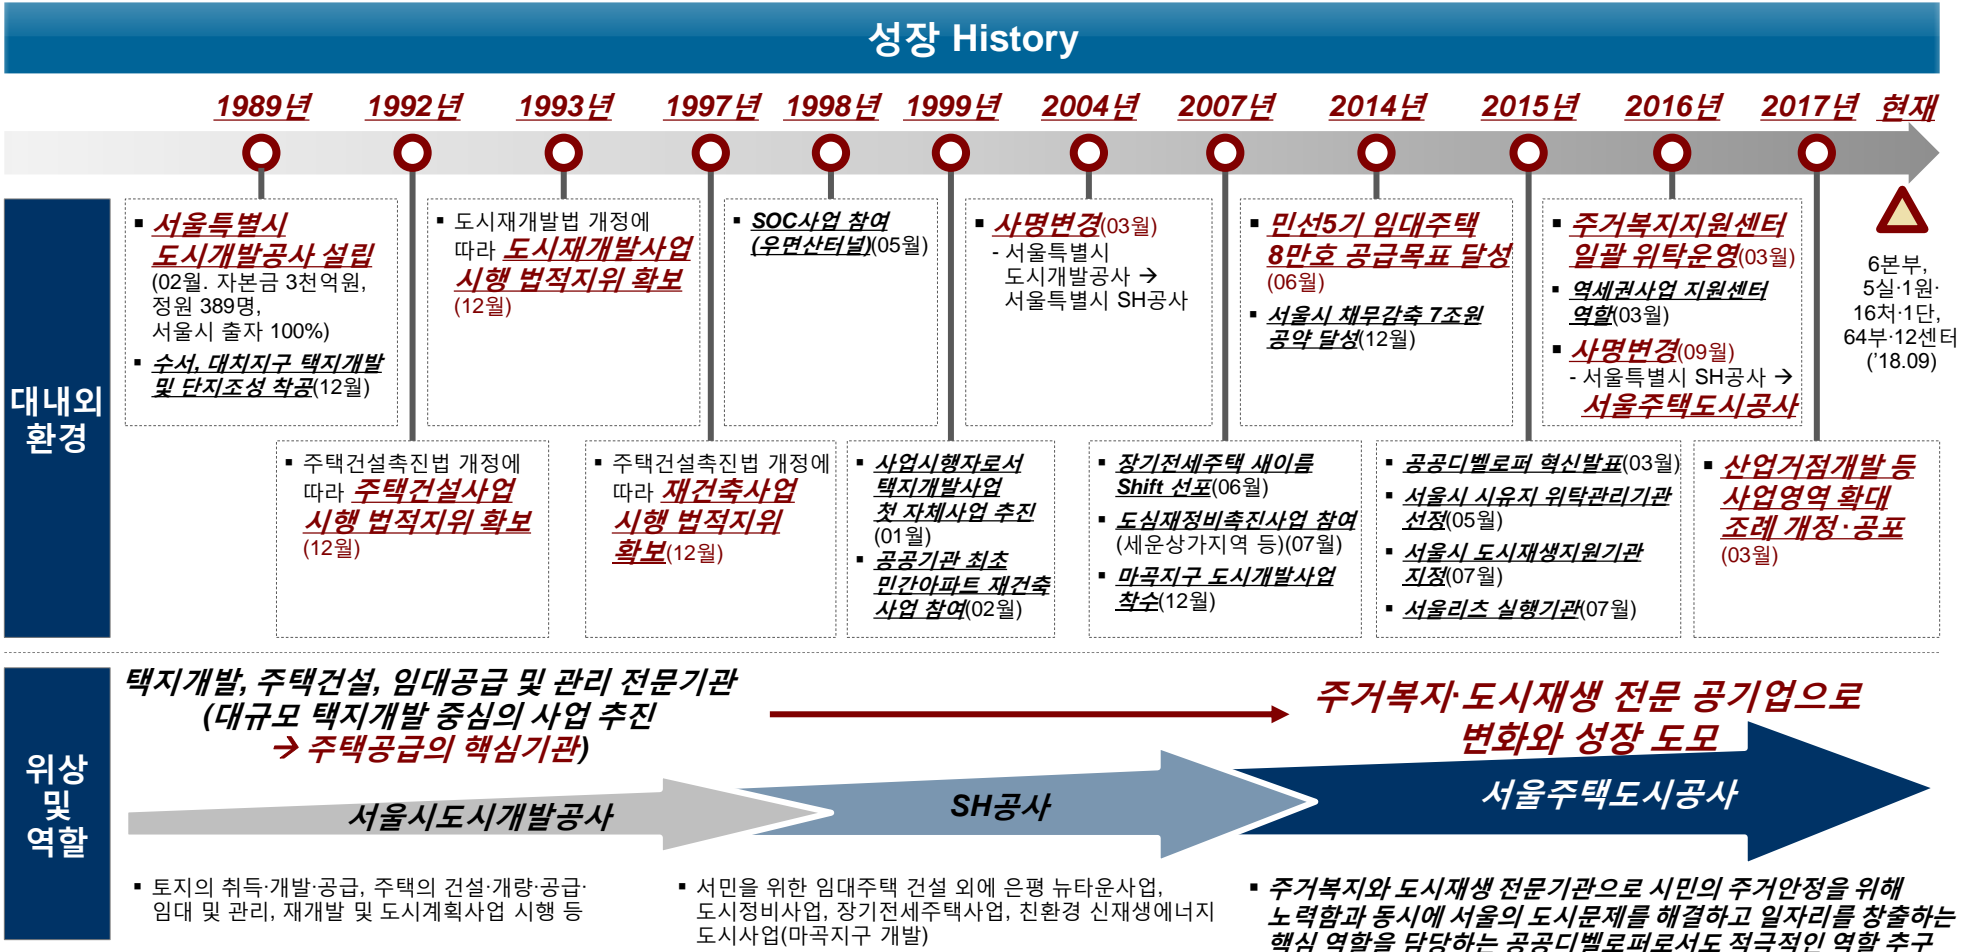 성장 History
1989년 1992년 1993년 1997년 1998년 1999년 2004년 2007년 2014년 2015년 2016년 2017년 현재
대내외
환경
▪ 서울특별시
도시개발공사 설립
(02월. 자본금 3천억원,
정원 389명,
서울시 출자 100%)
▪ 수서, 대치지구 택지개발
및 단지조성 착공(12월)
▪ 도시재개발법 개정에
따라 도시재개발사업
시행 법적지위 확보
(12월)
▪ SOC사업 참여
(우면산터널)(05월)
▪ 사명변경(03월)
- 서울특별시
도시개발공사 →
서울특별시 SH공사
▪ 민선5기 임대주택
8만호 공급목표 달성
(06월)
▪ 서울시 채무감축 7조원
공약 달성(12월)
▪ 주거복지지원센터
일괄 위탁운영(03월)
▪ 역세권사업 지원센터
역할(03월)
▪ 사명변경(09월)
- 서울특별시 SH공사 →
서울주택도시공사
6본부,
5실·1원·
16처·1단,
64부·12센터
(’18.09)
▪ 주택건설촉진법 개정에
따라 주택건설사업
시행 법적지위 확보
(12월)
▪ 주택건설촉진법 개정에
따라 재건축사업
시행 법적지위
확보(12월)
▪ 사업시행자로서
택지개발사업
첫 자체사업 추진
(01월)
▪ 공공기관 최초
민간아파트 재건축
사업 참여(02월)
▪ 장기전세주택 새이름
Shift 선포(06월)
▪ 도심재정비촉진사업 참여
(세운상가지역 등)(07월)
▪ 마곡지구 도시개발사업
착수(12월)
▪ 공공디벨로퍼 혁신발표(03월)
▪ 서울시 시유지 위탁관리기관
선정(05월)
▪ 서울시 도시재생지원기관
지정(07월)
▪ 서울리츠 실행기관(07월)
▪ 산업거점개발 등
사업영역 확대
조례 개정·공포
(03월)
위상
및
역할
택지개발, 주택건설, 임대공급 및 관리 전문기관
(대규모 택지개발 중심의 사업 추진
→ 주택공급의 핵심기관)
주거복지·도시재생 전문 공기업으로
변화와 성장 도모
서울시도시개발공사
SH공사
서울주택도시공사
▪ 토지의 취득·개발·공급, 주택의 건설·개량·공급·
임대 및 관리, 재개발 및 도시계획사업 시행 등
▪ 서민을 위한 임대주택 건설 외에 은평 뉴타운사업,
도시정비사업, 장기전세주택사업, 친환경 신재생에너지
도시사업(마곡지구 개발)
▪ 주거복지와 도시재생 전문기관으로 시민의 주거안정을 위해
노력함과 동시에 서울의 도시문제를 해결하고 일자리를 창출하는
핵심 역할을 담당하는 공공디벨로퍼로서도 적극적인 역할 추구